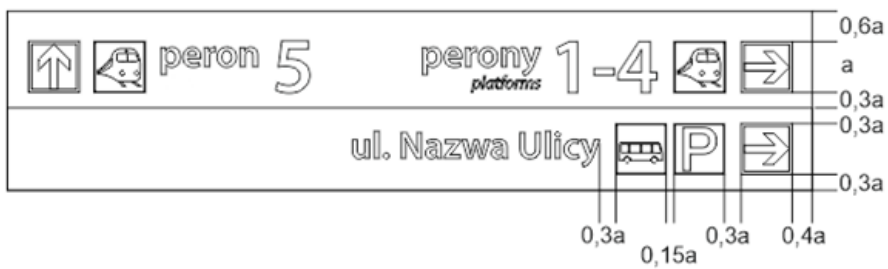 peron 5 perony 1-4
platforms
ul. Nazwa Ulicy P
0,6a
a
0,3a
0,3a
0,3a
0,3a 0,15a 0,3a 0,4a